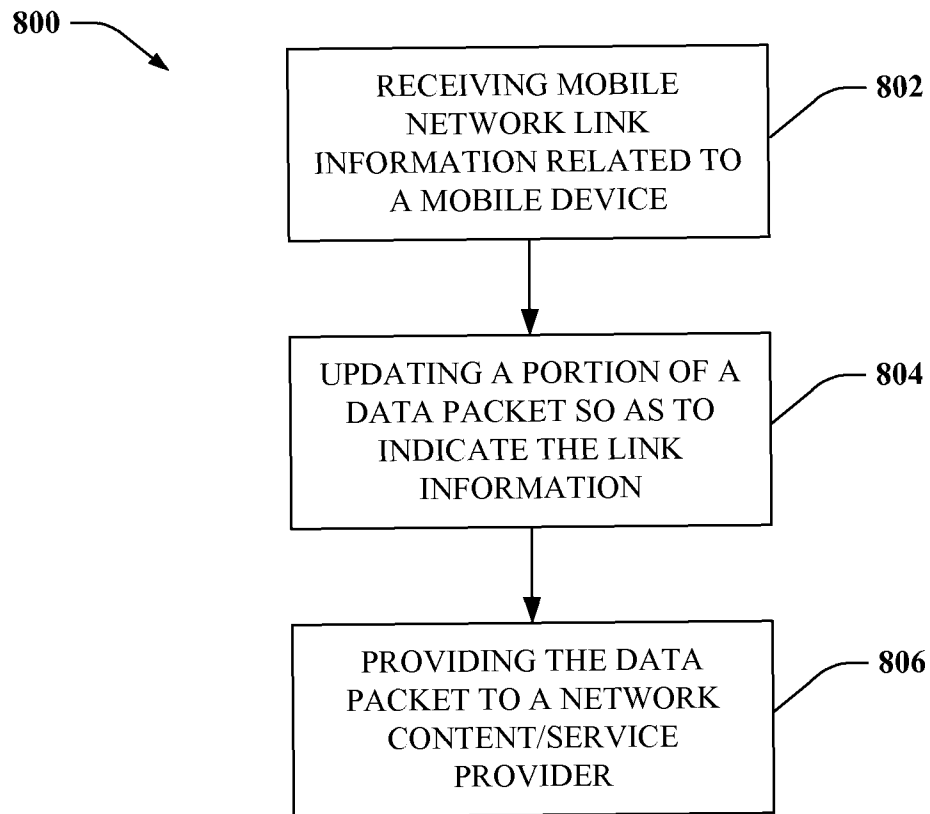 800
RECEIVING MOBILE
NETWORK LINK
INFORMATION RELATED TO
A MOBILE DEVICE
802
UPDATING A PORTION OF A
DATA PACKET SO AS TO
INDICATE THE LINK
INFORMATION
804
PROVIDING THE DATA
PACKET TO A NETWORK
CONTENT/SERVICE
PROVIDER
806